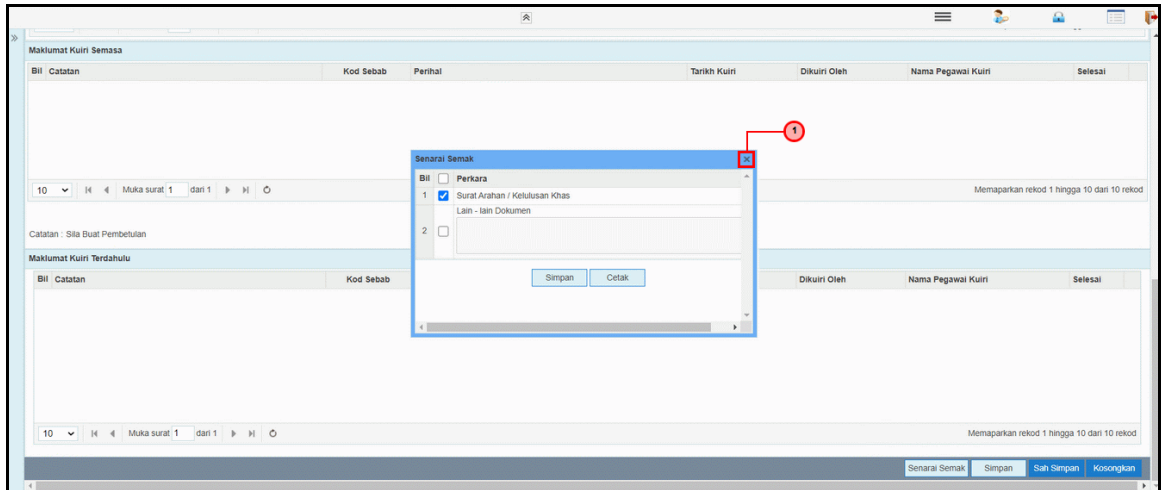 Maklumat Kuiri Semasa
Bil Catatan Kod Sebab Perihal Tarikh Kuiri Dikuiri Oleh Nama Pegawai Kuiri Selesai
1
Senarai Semak
Bil Perkara
1 Surat Arahan / Kelulusan Khas
Lain - lain Dokumen
2
Simpan Cetak
10 Muka surat 1 dari 1 Memaparkan rekod 1 hingga 10 dari 10 rekod
Catatan : Sila Buat Pembetulan
Maklumat Kuiri Terdahulu
Bil Catatan Kod Sebab Dikuiri Oleh Nama Pegawai Kuiri Selesai
10 Muka surat 1 dari 1 Memaparkan rekod 1 hingga 10 dari 10 rekod
Senarai Semak Simpan Sah Simpan Kosongkan